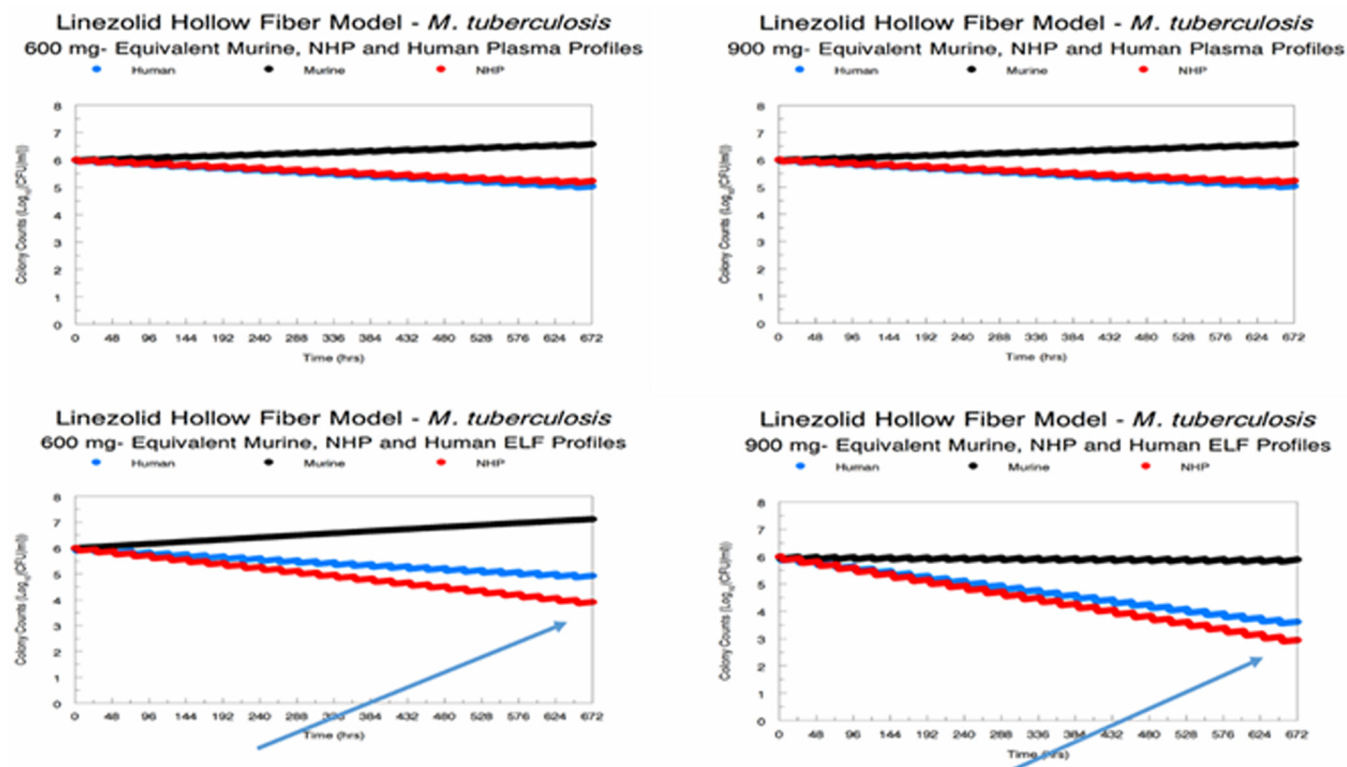 Linezolid Hollow Fiber Model - M. tuberculosis
600 mg- Equivalent Murine, NHP and Human Plasma Profiles
Human Murine NHP
Colony Counts (Log10(CFU/ml))
8
7
6
5
4
3
2
1
0
0 48 96 144 192 240 288 336 384 432 480 528 576 624 672
Time (hrs)
Linezolid Hollow Fiber Model - M. tuberculosis
900 mg- Equivalent Murine, NHP and Human Plasma Profiles
Human Murine NHP
Colony Counts (Log10(CFU/ml))
8
7
6
5
4
3
2
1
0
0 48 96 144 192 240 288 336 384 432 480 528 576 624 672
Time (hrs)
Linezolid Hollow Fiber Model - M. tuberculosis
600 mg- Equivalent Murine, NHP and Human ELF Profiles
Human Murine NHP
Colony Counts (Log10(CFU/ml))
8
7
6
5
4
3
2
1
0
0 48 96 144 192 240 288 336 384 432 480 528 576 624 672
Time (hrs)
Linezolid Hollow Fiber Model - M. tuberculosis
900 mg- Equivalent Murine, NHP and Human ELF Profiles
Human Murine NHP
Colony Counts (Log10(CFU/ml))
8
7
6
5
4
3
2
1
0
0 48 96 144 192 240 288 336 384 432 480 528 576 624 672
Time (hrs)